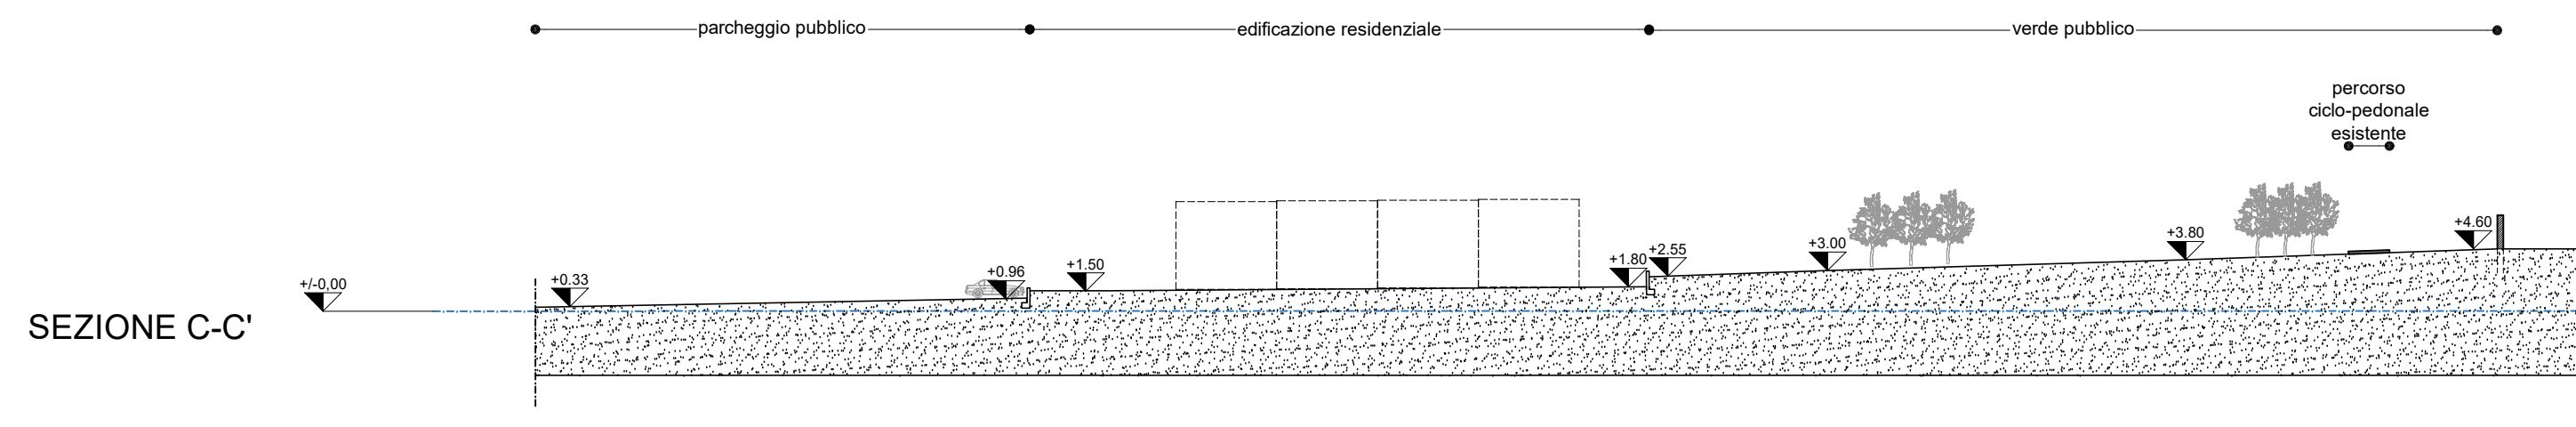 parcheggio pubblico
edificazione residenziale
verde pubblico
percorso
ciclo-pedonale
esistente
+/-0,00
+0.33
+0.96
+1.50
+1.80
+2.55
+3.00
+3.80
+4.60
SEZIONE C-C'